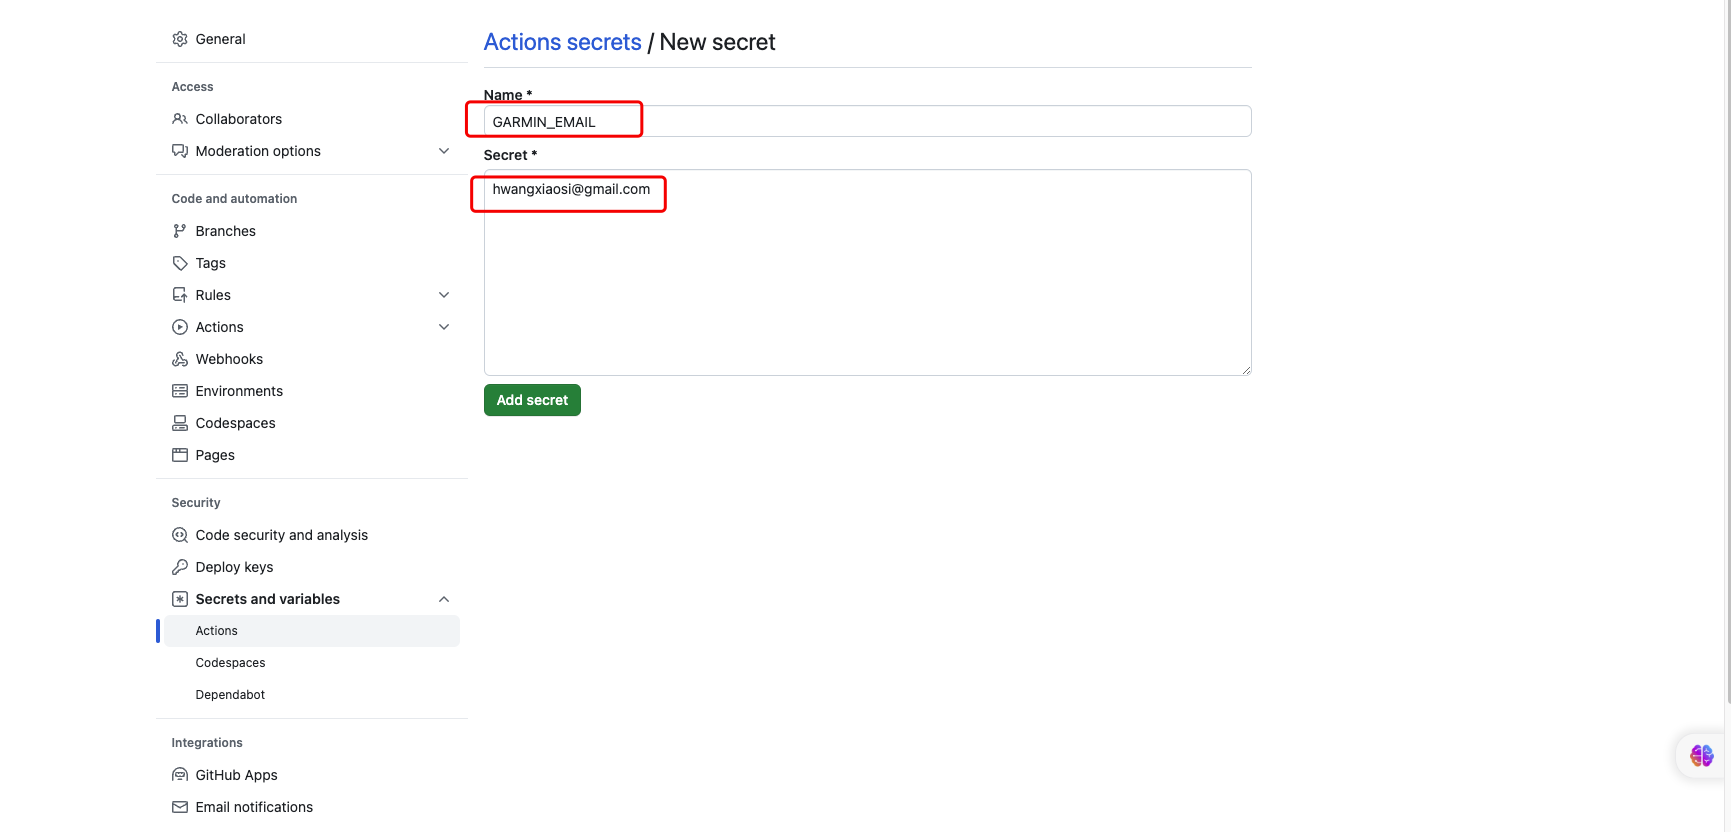 General
Access
Collaborators
Moderation options
Code and automation
Branches
Tags
Rules
Actions
Webhooks
Environments
Codespaces
Pages
Security
Code security and analysis
Deploy keys
Secrets and variables
Actions
Codespaces
Dependabot
Integrations
GitHub Apps
Email notifications
Actions secrets / New secret
Name *
GARMIN_EMAIL
Secret *
hwangxiaosi@gmail.com
Add secret